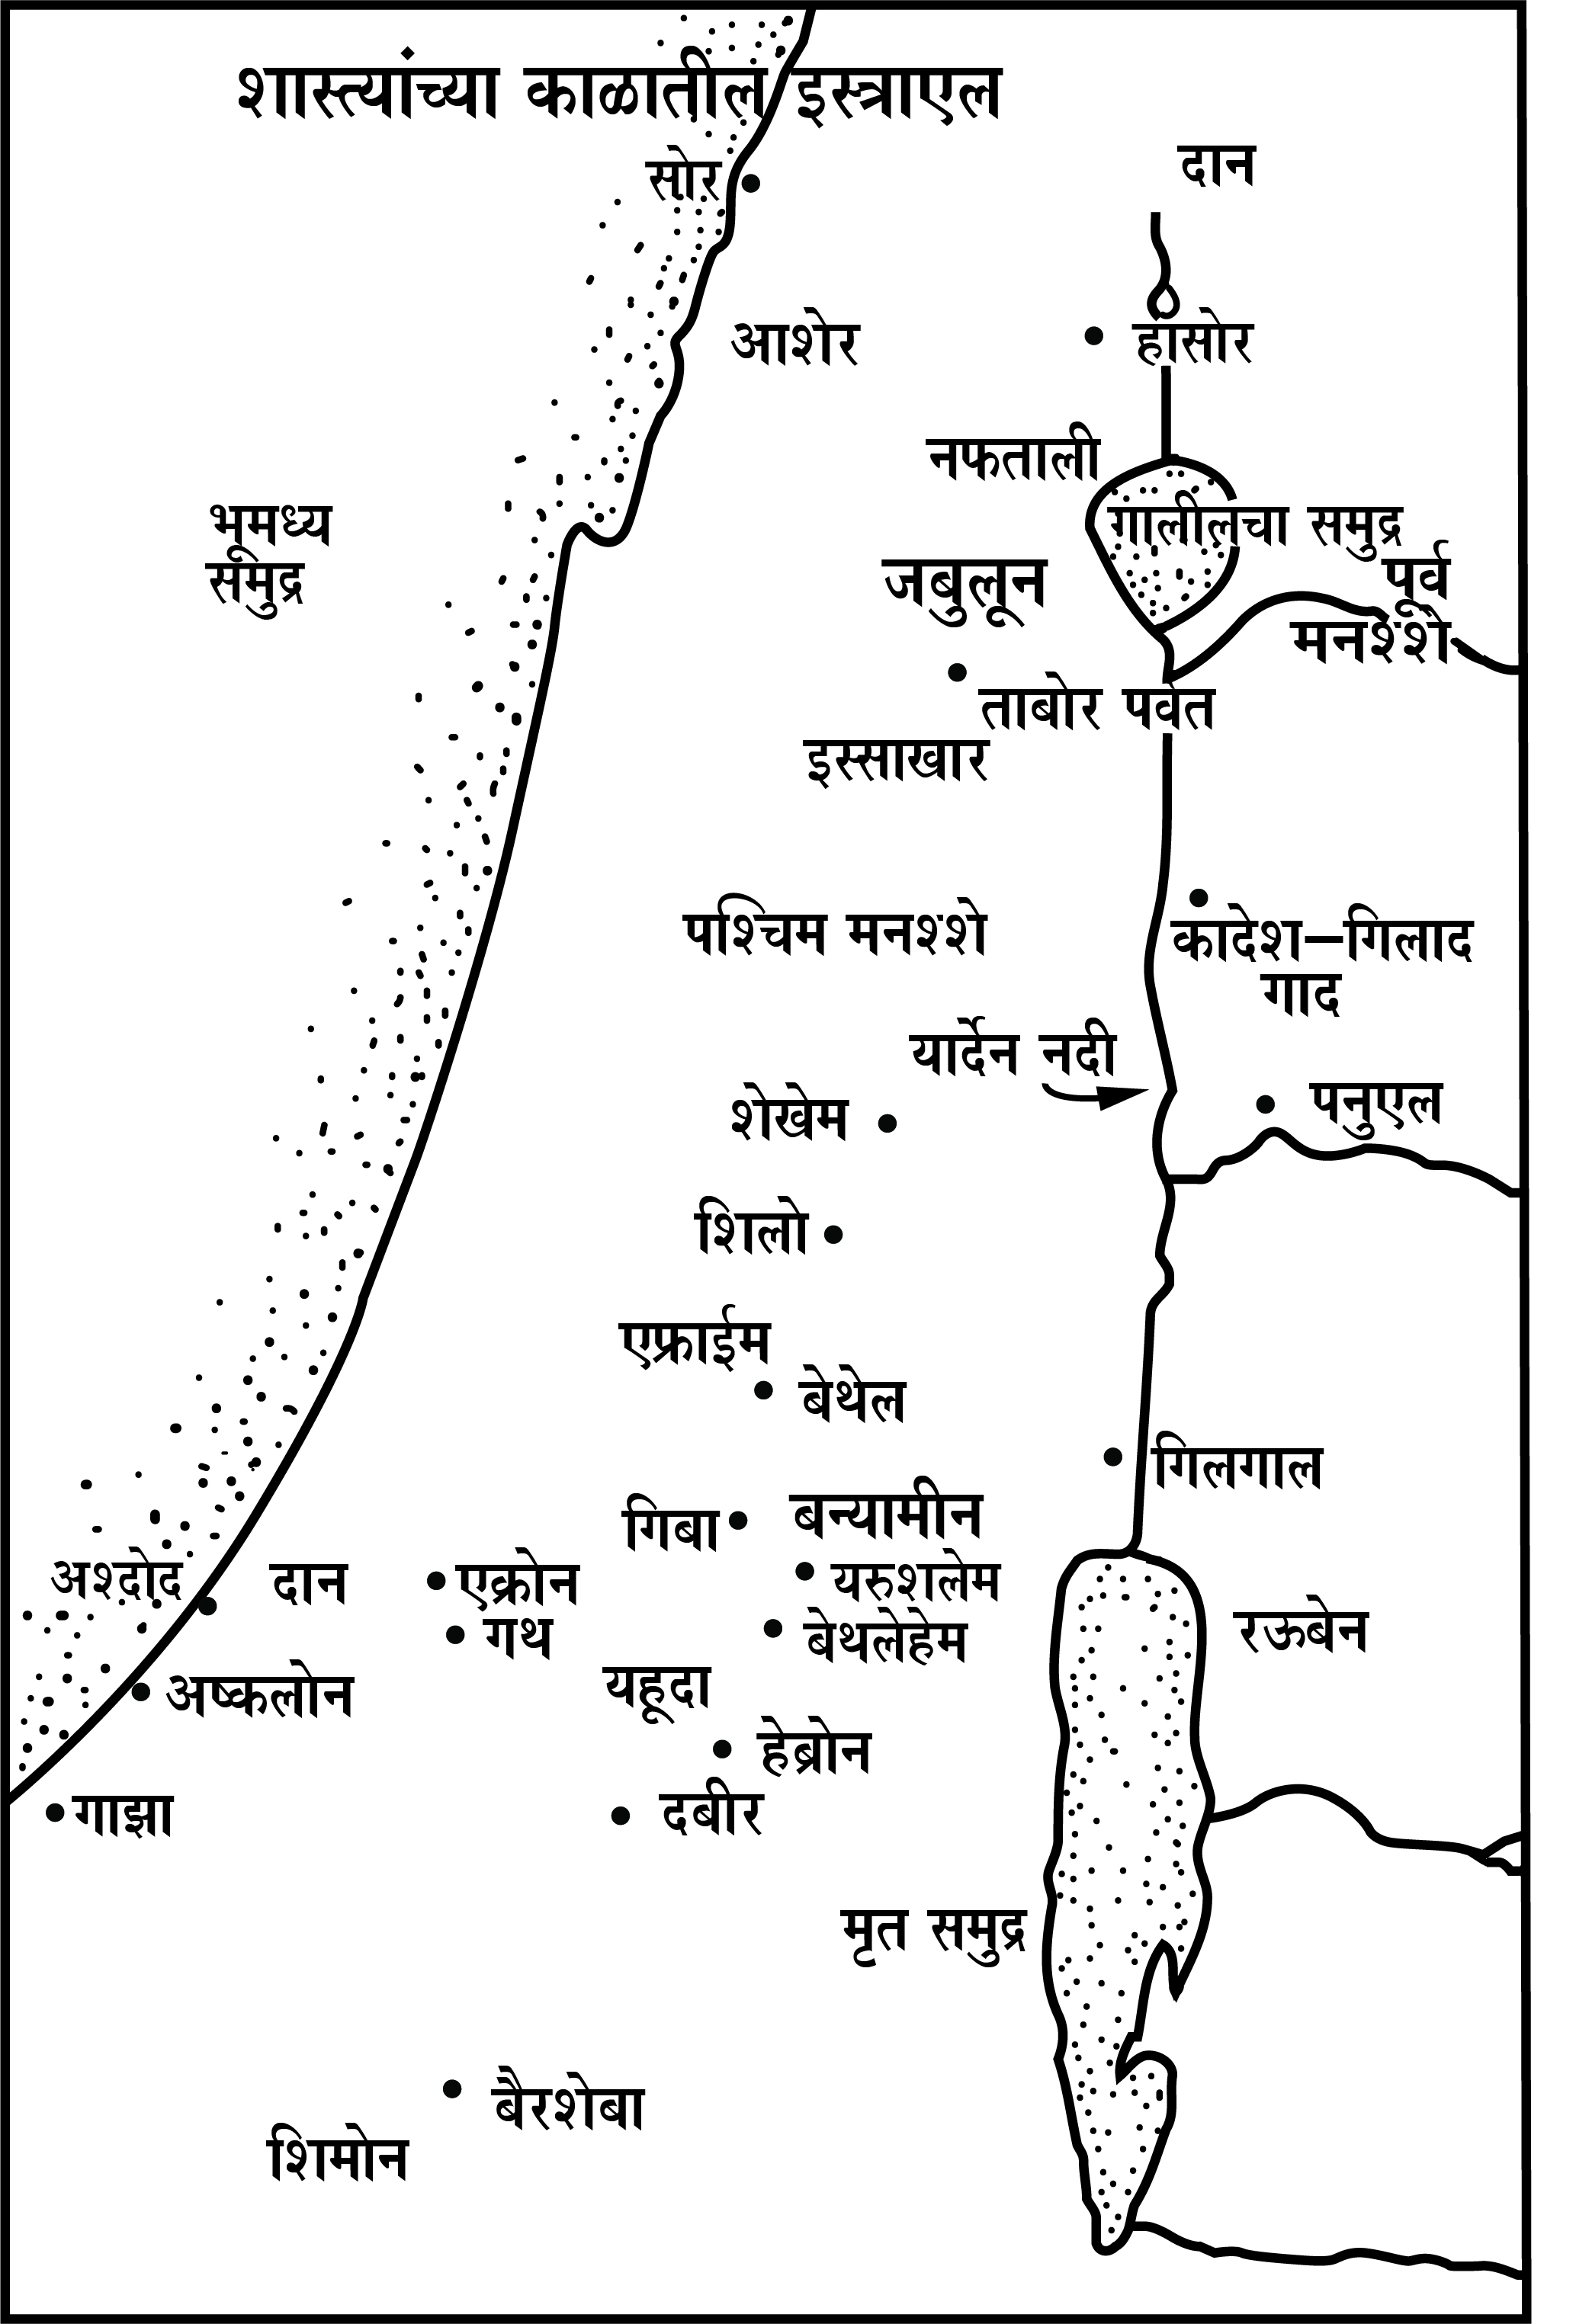 शास्त्यांच्या काळातील इस्त्राएल
दान
सोर
आशेर
हासोर
नफताली
भूमध्य
समुद्र
गालीलचा समुद्र
जबुलून
पूर्व
मनश्शे
ताबोर पर्वत
इस्साखार
पश्चिम मनश्शे
कादेश–गिलाद
गाद
यार्देन नदी
शेखेम
पनुएल
शिलो
एफ्राईम
बेथेल
गिलगाल
गिबा
बन्यामीन
अश्दोद
दान
एक्रोन
यरुशलेम
गथ
बेथलेहेम
रऊबेन
यहूदा
अष्कलोन
हेब्रोन
गाझा
दबीर
मृत समुद्र
बैरशेबा
शिमोन